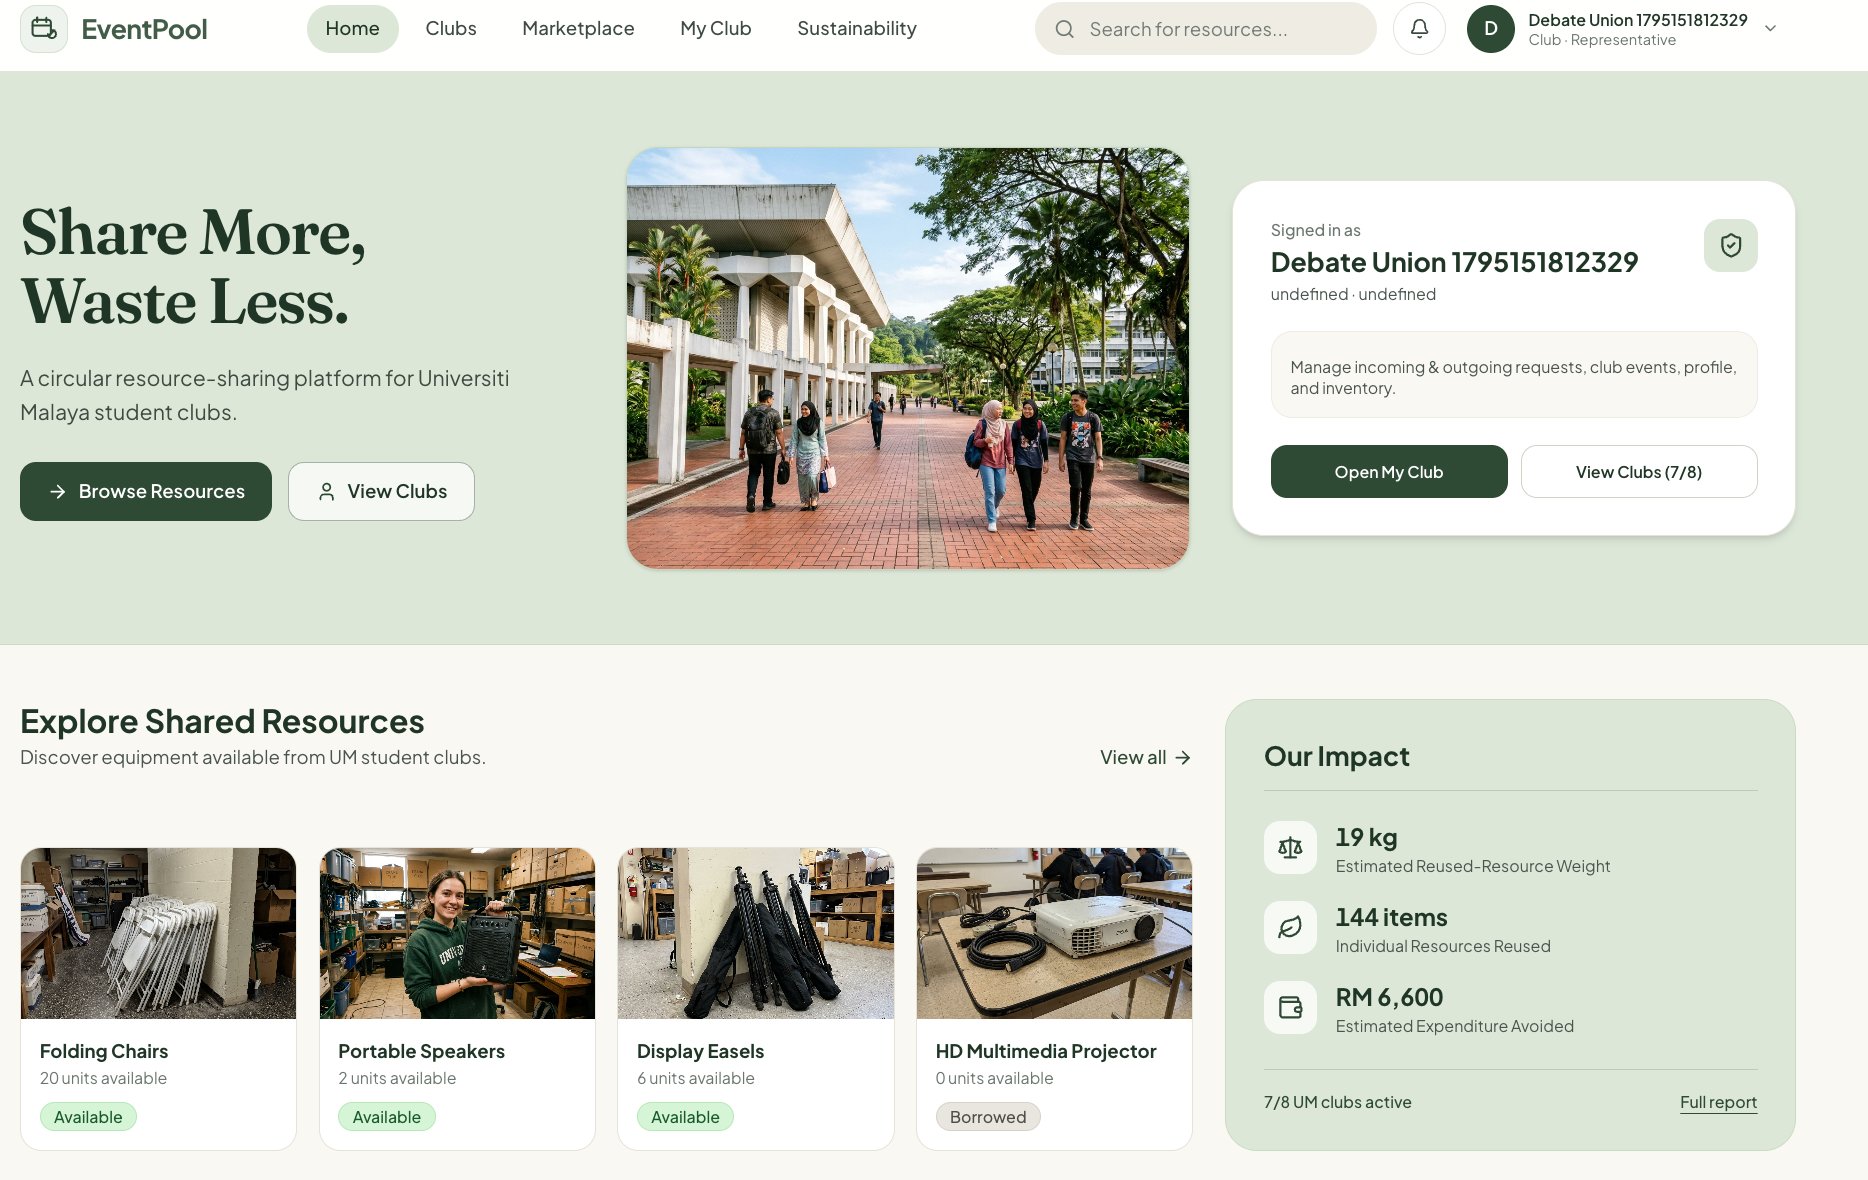 EventPool
Home
Clubs
Marketplace
My Club
Sustainability
Search for resources...
D
Debate Union 1795151812329
Club · Representative
Share More,
Waste Less.
A circular resource-sharing platform for Universiti
Malaya student clubs.
Browse Resources
View Clubs
Signed in as
Debate Union 1795151812329
undefined · undefined
Manage incoming & outgoing requests, club events, profile,
and inventory.
Open My Club
View Clubs (7/8)
Explore Shared Resources
Discover equipment available from UM student clubs.
View all
Folding Chairs
20 units available
Available
Portable Speakers
2 units available
Available
Display Easels
6 units available
Available
HD Multimedia Projector
0 units available
Borrowed
Our Impact
19 kg
Estimated Reused-Resource Weight
144 items
Individual Resources Reused
RM 6,600
Estimated Expenditure Avoided
7/8 UM clubs active
Full report